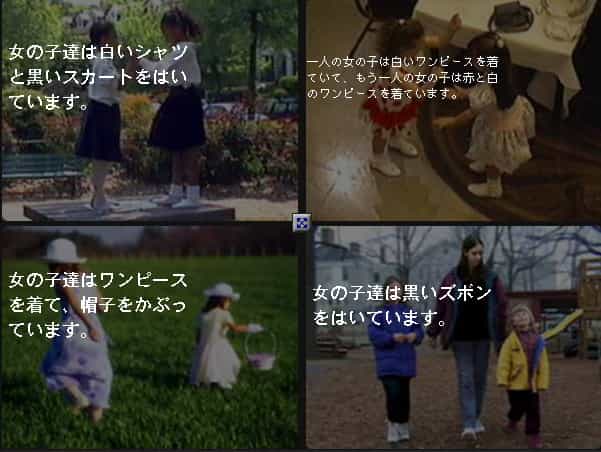 女の子達は白いシャツ
と黒いスカートをはい
ています。
一人の女の子は白いワンピースを着
ていて、もう一人の女の子は赤と白
のワンピースを着ています。
女の子達はワンピース
を着て、帽子をかぶっ
ています。
女の子達は黒いズボン
をはいています。